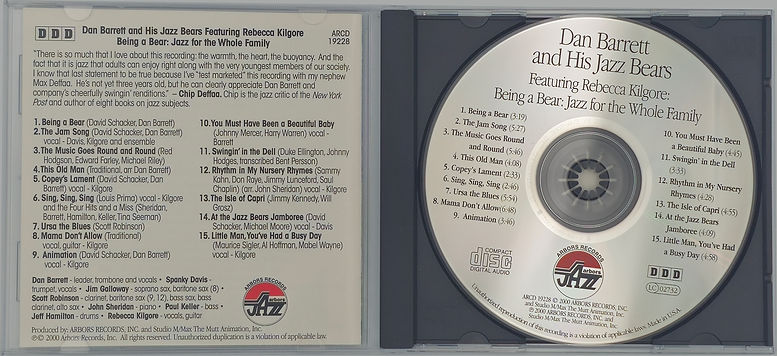 DDD
Dan Barrett and His Jazz Bears Featuring Rebecca Kilgore
Being a Bear: Jazz for the Whole Family
ARCD
19228
"There is so much that I love about this recording: the warmth, the heart, the buoyancy. And the
fact that it is jazz that adults can enjoy right along with the very youngest members of our society.
I know that last statement to be true because I've "test marketed" this recording with my nephew
Max Deffaa. He's not yet three years old, but he can clearly appreciate Dan Barrett and
company's cheerfully swingin' renditions." – Chip Deffaa. Chip is the jazz critic of the New York
Post and author of eight books on jazz subjects.
1. Being a Bear (David Schacker, Dan Barrett)
2. The Jam Song (David Schacker, Dan Barrett)
vocal - Davis, Kilgore and ensemble
3. The Music Goes Round and Round (Red
Hodgson, Edward Farley, Michael Riley)
4. This Old Man (Traditional, arr Dan Barrett)
5. Copey's Lament (David Schacker, Dan
Barrett) vocal - Kilgore
6. Sing, Sing, Sing (Louis Prima) vocal - Kilgore
and the Four Hits and a Miss (Sheridan,
Barrett, Hamilton, Keller, Tina Seerman)
7. Ursa the Blues (Scott Robinson)
8. Mama Don't Allow (Traditional)
vocal, guitar - Kilgore
9. Animation (David Schacker, Dan Barrett)
vocal - Kilgore
10. You Must Have Been a Beautiful Baby
(Johnny Mercer, Harry Warren) vocal -
Barrett
11. Swingin' in the Dell (Duke Ellington, Johnny
Hodges, transcribed Bent Persson)
12. Rhythm in My Nursery Rhymes (Sammy
Kahn, Don Raye, Jimmy Lunceford, Saul
Chaplin) (arr. John Sheridan) vocal - Kilgore
13. The Isle of Capri (Jimmy Kennedy, Will
Grosz)
14. At the Jazz Bears Jamboree (David
Schacker, Michael Moore) vocal - Davis
15. Little Man, You've Had a Busy Day
(Maurice Sigler, Al Hoffman, Mabel Wayne)
vocal - Kilgore
Dan Barrett - leader, trombone and vocals • Spanky Davis -
trumpet, vocals • Jim Galloway - soprano sax, baritone sax (8) •
Scott Robinson - clarinet, baritone sax (9, 12), bass sax, bass
clarinet, alto sax • John Sheridan - piano • Paul Keller - bass •
Jeff Hamilton - drums • Rebecca Kilgore - vocals, guitar
ARBORS RECORDS
arbors
JAZZ
Produced by: ARBORS RECORDS, INC. and Studio M/Max The Mutt Animation, Inc.
℗© 2000 Arbors Records, Inc. All rights reserved. Unauthorized duplication is a violation of applicable law.
Dan Barrett
and His Jazz Bears
Featuring Rebecca Kilgore:
Being a Bear: Jazz for the Whole Family
1. Being a Bear (3:19)
2. The Jam Song (5:27)
3. The Music Goes Round
and Round (5:46)
4. This Old Man (4:08)
5. Copey's Lament (2:33)
6. Sing, Sing, Sing (2:46)
7. Ursa the Blues (5:54)
8. Mama Don't Allow (6:48)
9. Animation (3:46)
10. You Must Have Been
a Beautiful Baby (4:45)
11. Swingin' in the Dell
(3:33)
12. Rhythm in My Nursery
Rhymes (4:28)
13. The Isle of Capri (4:55)
14. At the Jazz Bears
Jamboree (4:09)
15. Little Man, You've Had
a Busy Day (4:58)
COMPACT
disc
DIGITAL AUDIO
ARBORS RECORDS
arbors
JAZZ
DDD
LC 02732
ARCD 19228 © 2000 ARBORS RECORDS, INC.
and Studio M/Max The Mutt Animation, Inc.
℗ 2000 ARBORS RECORDS, INC.
and Studio M/Max The Mutt Animation, Inc.
Unauthorized reproduction of this recording is a violation of applicable laws. Made in U.S.A.